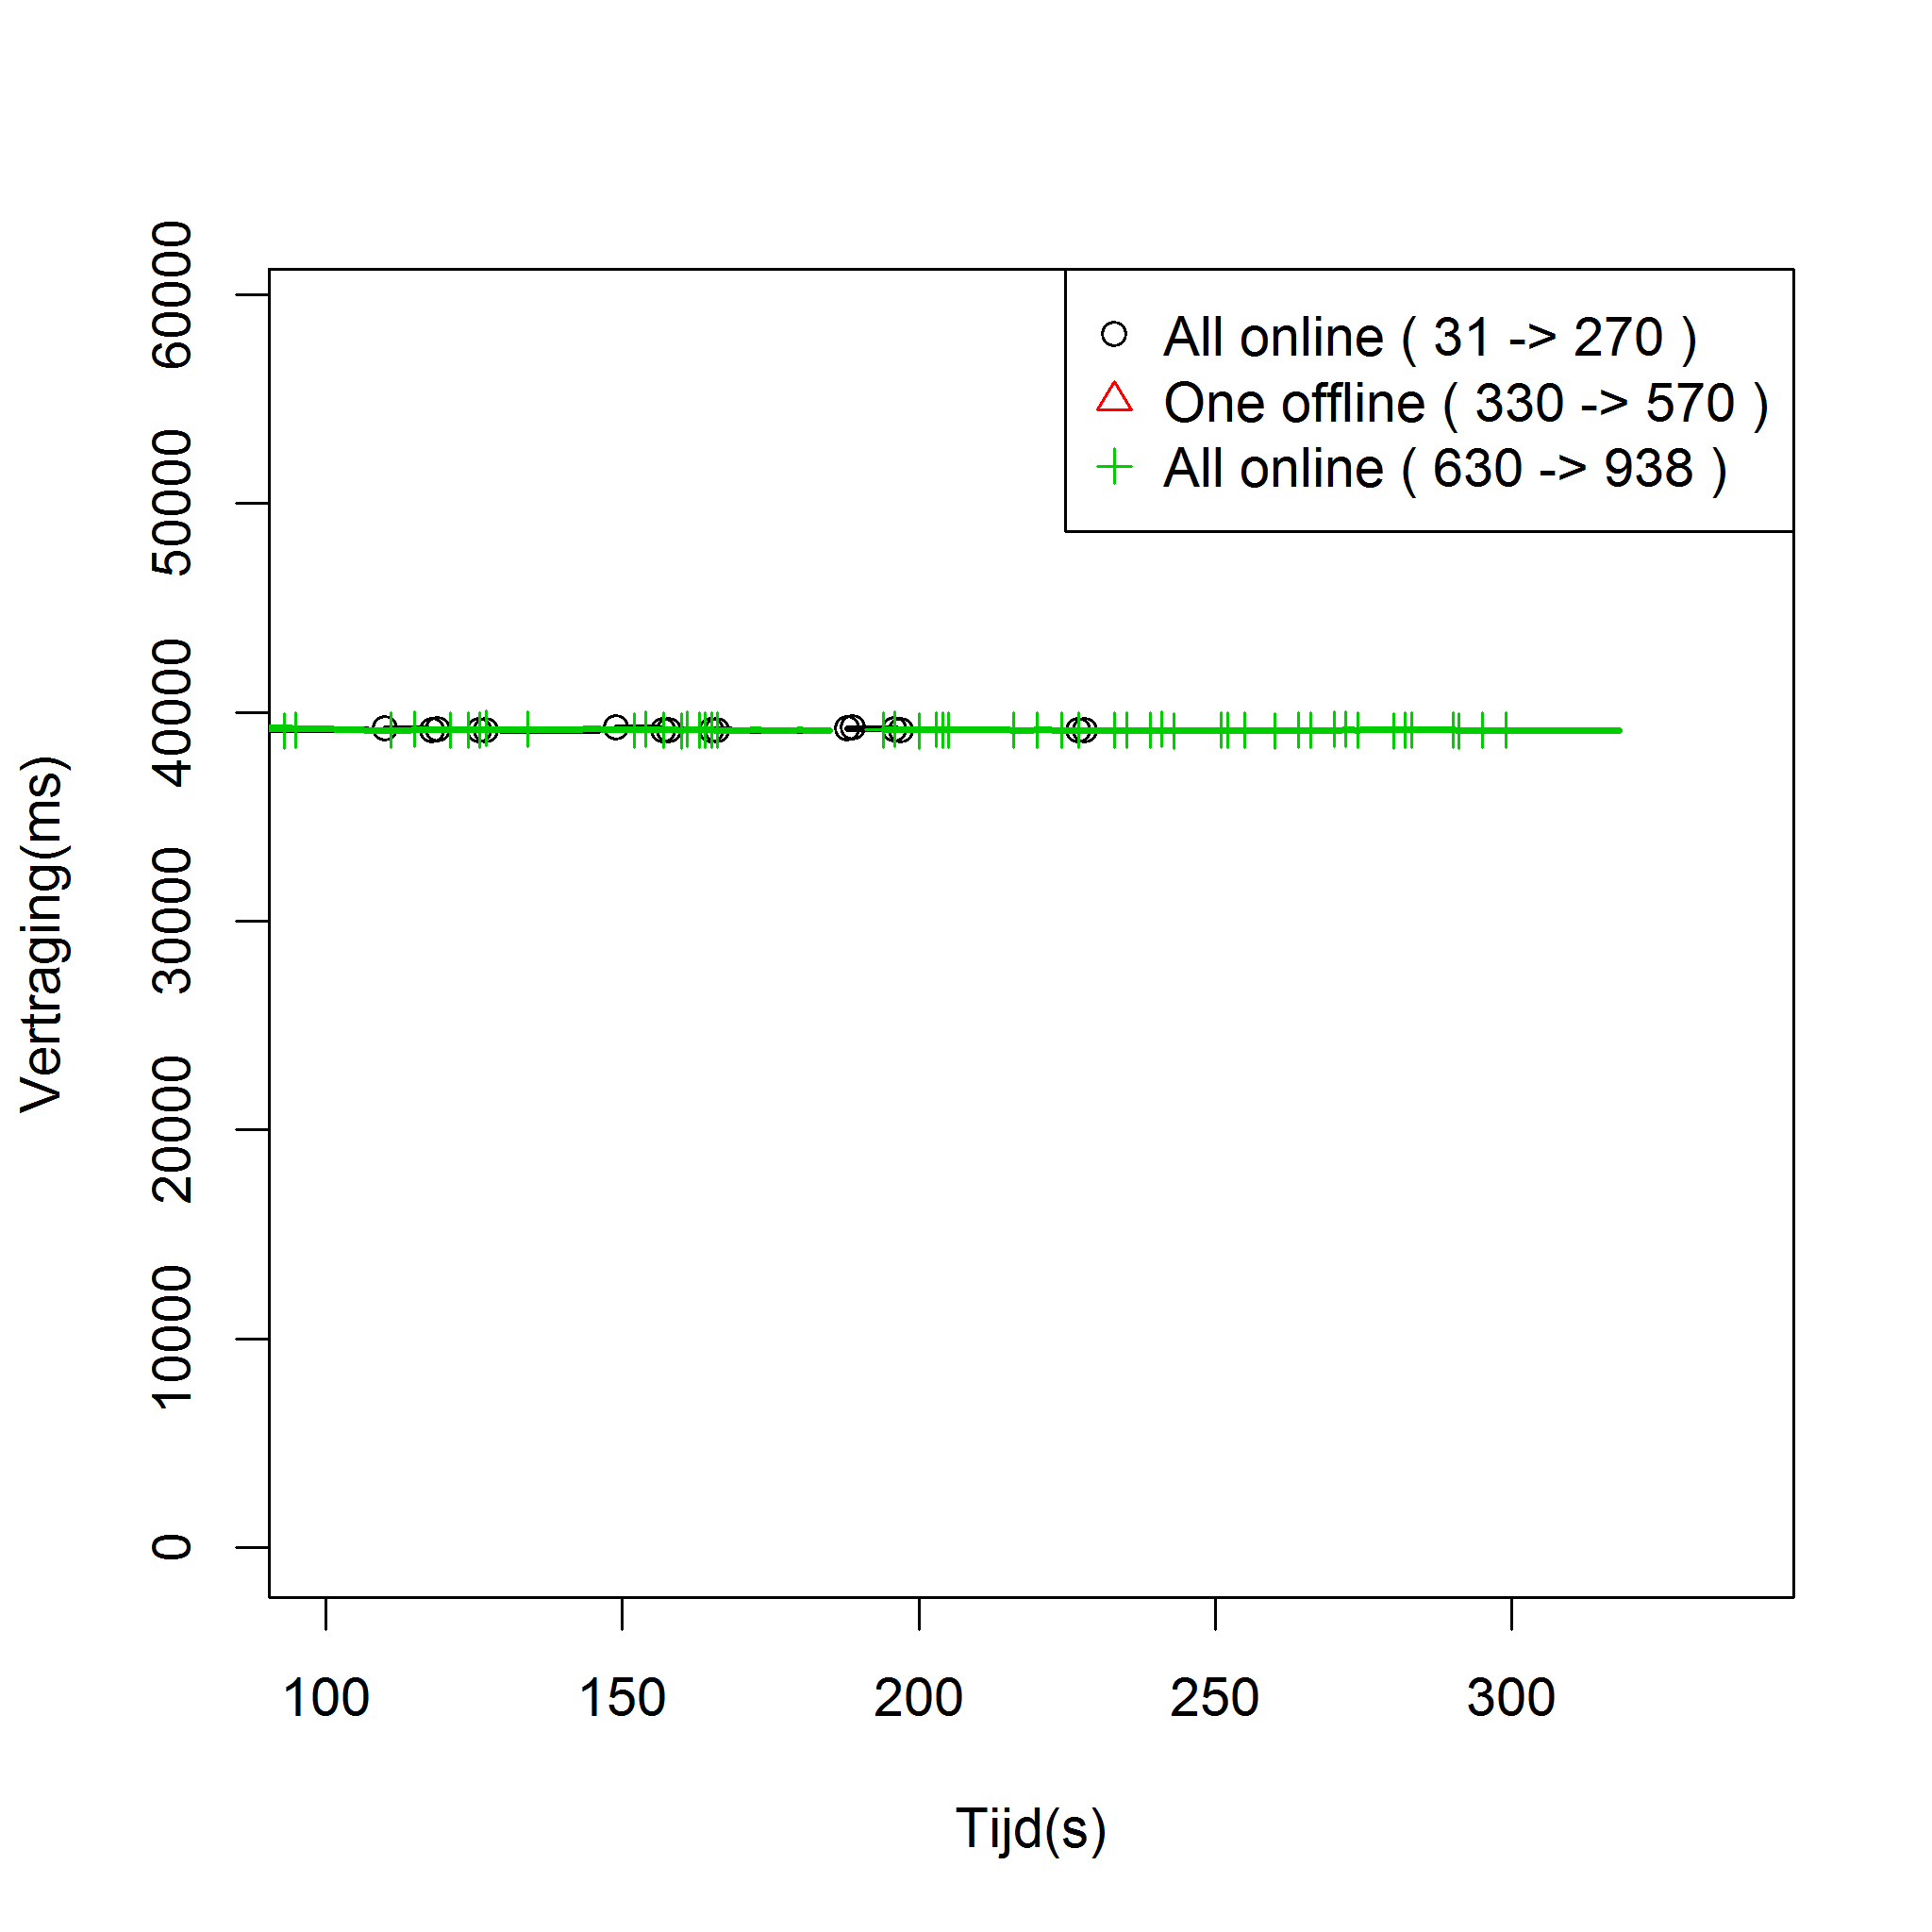 All online ( 31 -> 270 )
One offline ( 330 -> 570 )
All online ( 630 -> 938 )
Vertraging(ms)
60000
50000
40000
30000
20000
10000
0
100 150 200 250 300
Tijd(s)